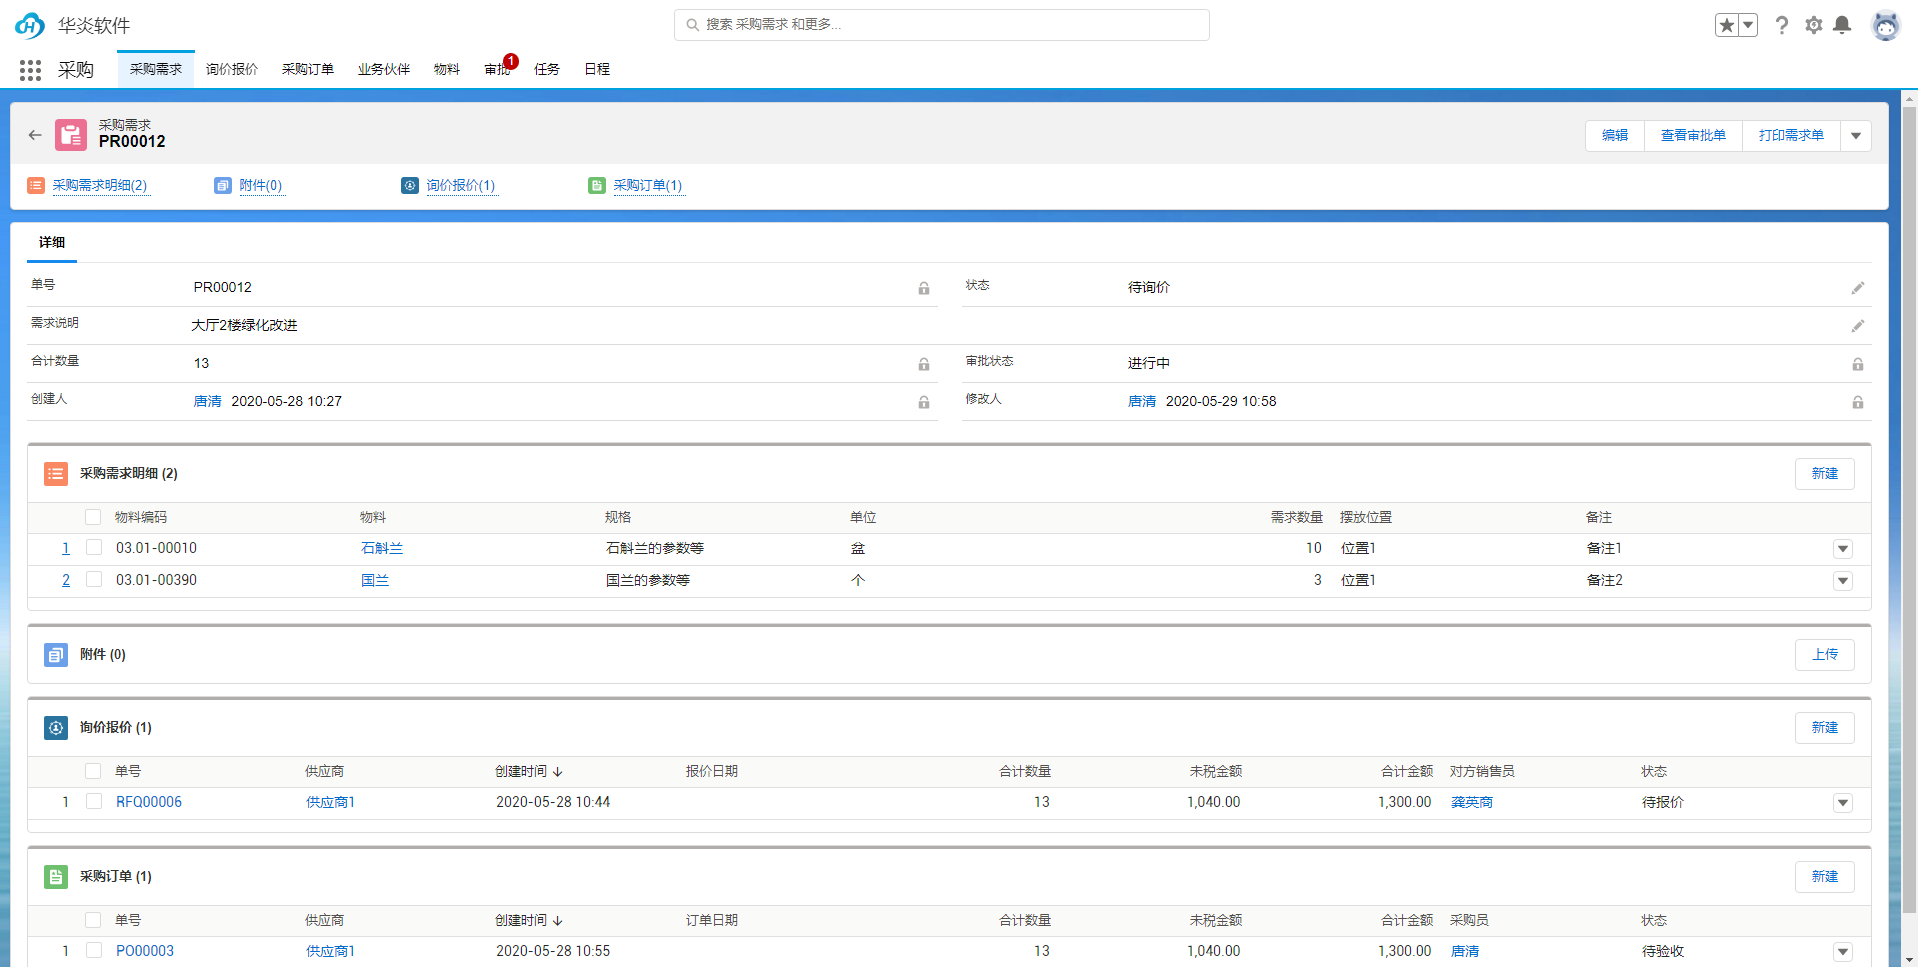 华炎软件
搜索 采购需求 和更多...
采购 采购需求 询价报价 采购订单 业务伙伴 物料 审批 1 任务 日程
采购需求
PR00012
编辑 查看审批单 打印需求单
采购需求明细(2) 附件(0) 询价报价(1) 采购订单(1)
详细
单号 PR00012 状态 待询价
需求说明 大厅2楼绿化改进
合计数量 13 审批状态 进行中
创建人 唐清 2020-05-28 10:27 修改人 唐清 2020-05-29 10:58
采购需求明细 (2) 新建
物料编码 物料 规格 单位 需求数量 摆放位置 备注
1 03.01-00010 石斛兰 石斛兰的参数等 盆 10 位置1 备注1
2 03.01-00390 国兰 国兰的参数等 个 3 位置1 备注2
附件 (0) 上传
询价报价 (1) 新建
单号 供应商 创建时间 报价日期 合计数量 未税金额 合计金额 对方销售员 状态
1 RFQ00006 供应商1 2020-05-28 10:44 13 1,040.00 1,300.00 龚英商 待报价
采购订单 (1) 新建
单号 供应商 创建时间 订单日期 合计数量 未税金额 合计金额 采购员 状态
1 PO00003 供应商1 2020-05-28 10:55 13 1,040.00 1,300.00 唐清 待验收